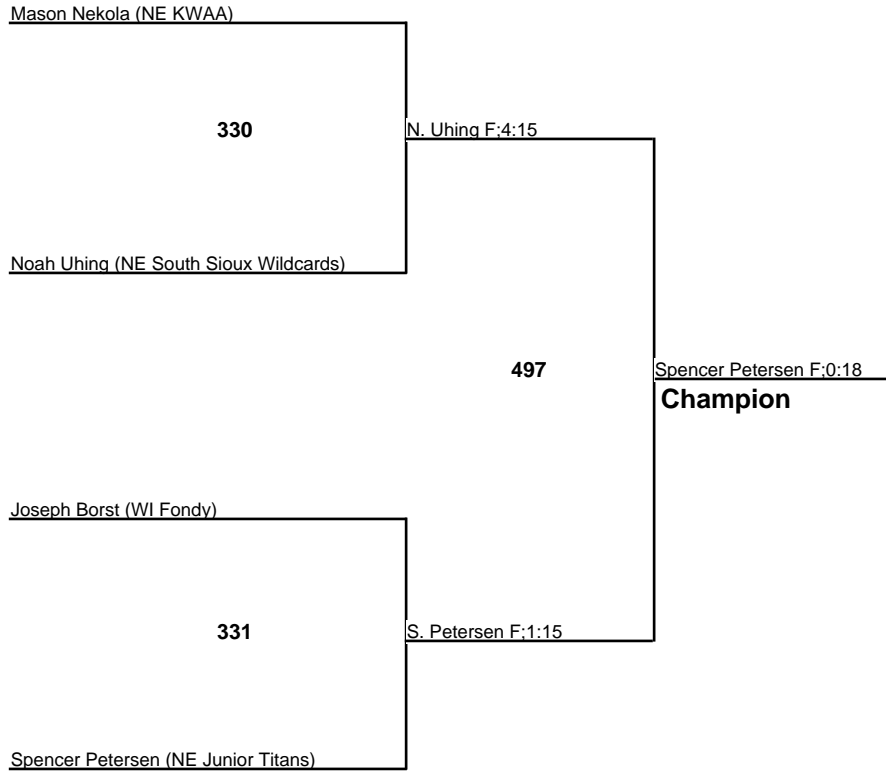 Mason Nekola (NE KWAA)
330
N. Uhing F;4:15
Noah Uhing (NE South Sioux Wildcards)
497
Spencer Petersen F;0:18
Champion
Joseph Borst (WI Fondy)
331
S. Petersen F;1:15
Spencer Petersen (NE Junior Titans)